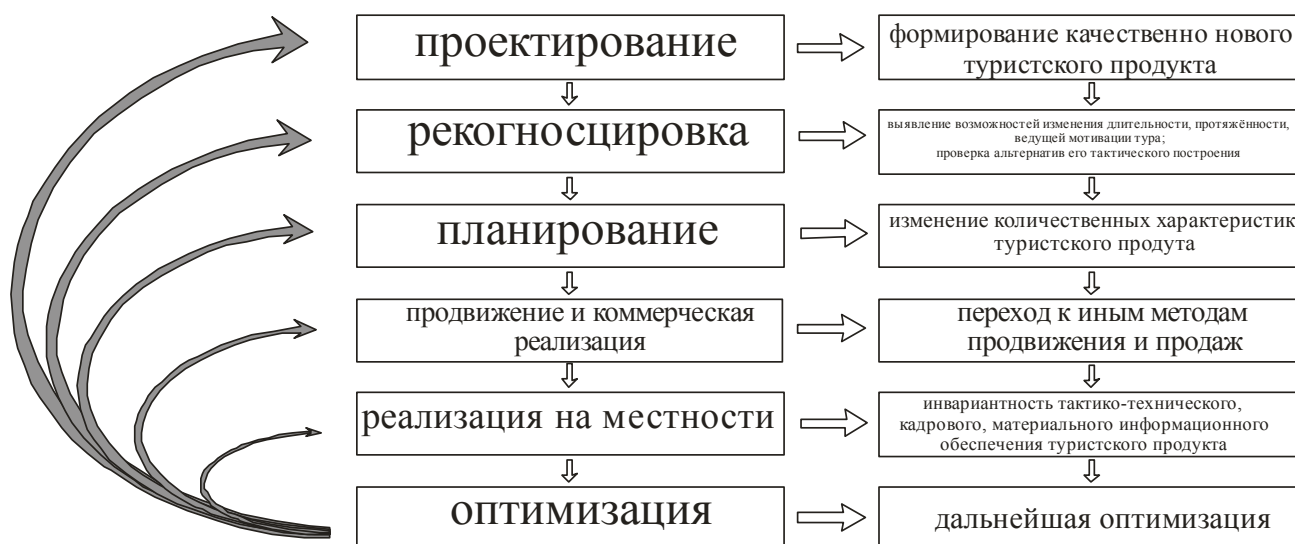 проектирование
формирование качественно нового
туристского продукта
рекогносцировка
выявление возможностей изменения длительности, протяжённости,
ведущей мотивации тура;
проверка альтернатив его тактического построения
планирование
изменение количественных характеристик
туристского продута
продвижение и коммерческая
реализация
переход к иным методам
продвижения и продаж
реализация на местности
инвариантность тактико-технического,
кадрового, материального информационного
обеспечения туристского продукта
оптимизация
дальнейшая оптимизация